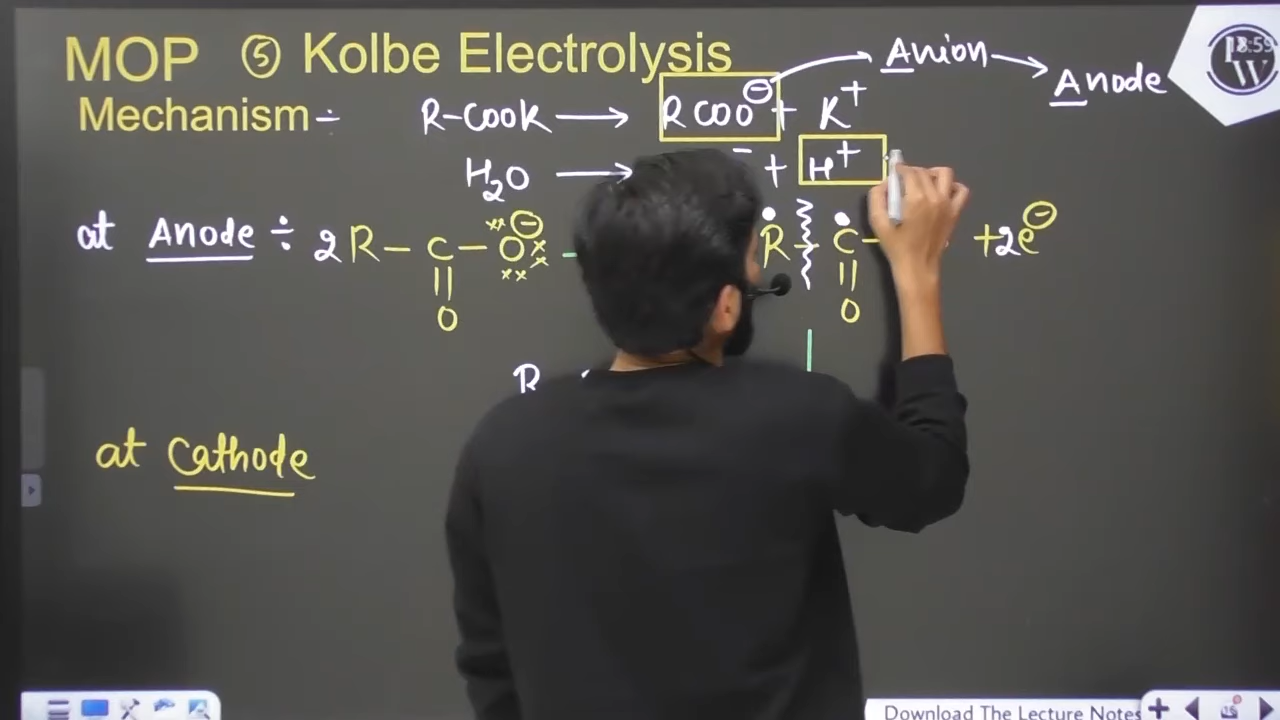 MOP ⑤ Kolbe Electrolysis
Anion → Anode
Mechanism ÷ R-COOK → RCOO⊖ + K+
H2O → - + H+
at Anode ÷ 2R-C-O⊖ R-C- +2e⊖
O O
R
at Cathode
Download The Lecture Notes